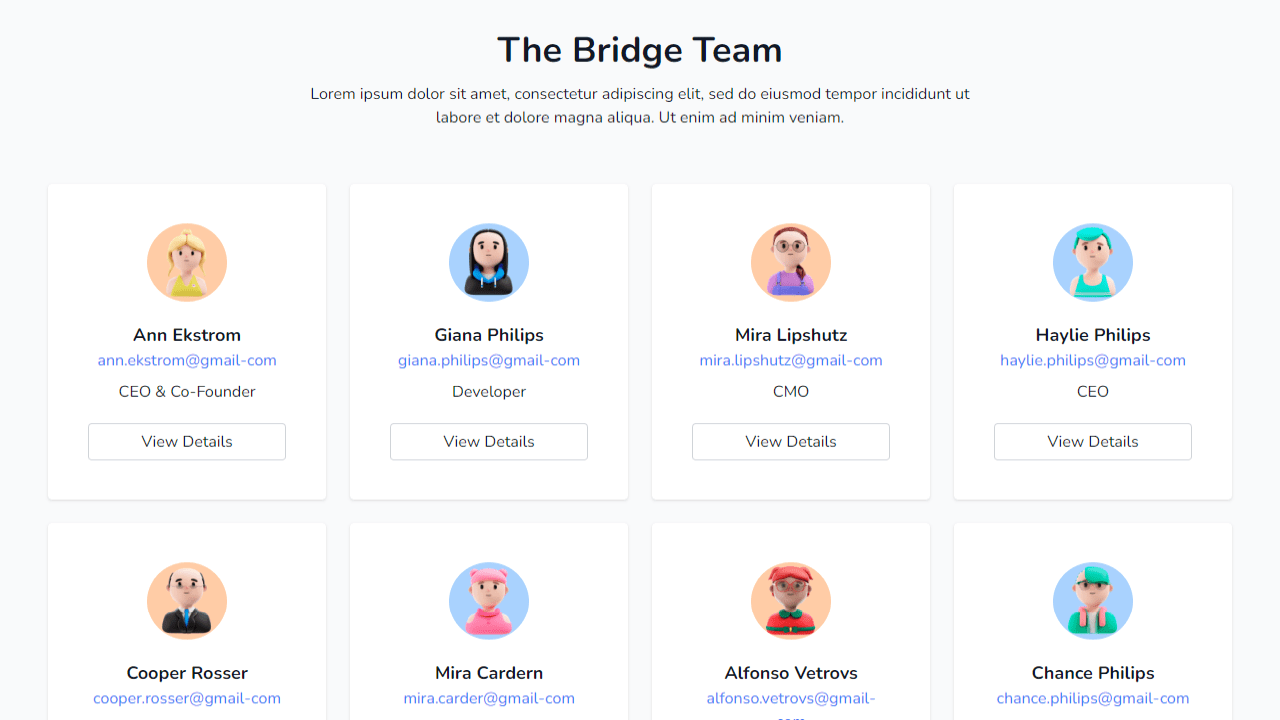 The Bridge Team
Lorem ipsum dolor sit amet, consectetur adipiscing elit, sed do eiusmod tempor incididunt ut
labore et dolore magna aliqua. Ut enim ad minim veniam.
Ann Ekstrom
ann.ekstrom@gmail-com
CEO & Co-Founder
View Details
Giana Philips
giana.philips@gmail-com
Developer
View Details
Mira Lipshutz
mira.lipshutz@gmail-com
CMO
View Details
Haylie Philips
haylie.philips@gmail-com
CEO
View Details
Cooper Rosser
cooper.rosser@gmail-com
Mira Cardern
mira.carder@gmail-com
Alfonso Vetrovs
alfonso.vetrovs@gmail-
Chance Philips
chance.philips@gmail-com